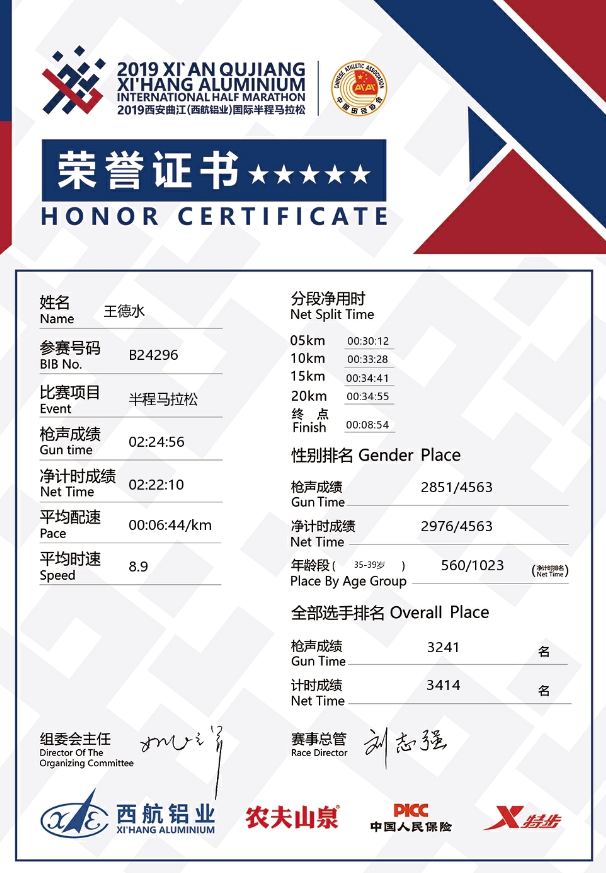 2019 XI'AN QUJIANG
XI'HANG ALUMINIUM
INTERNATIONAL HALF MARATHON
2019西安曲江(西航铝业)国际半程马拉松
CHINESE ATHLETIC ASSOCIATION
中国田径协会
荣誉证书
HONOR CERTIFICATE
姓名 王德水
Name
参赛号码 B24296
BIB No.
比赛项目 半程马拉松
Event
枪声成绩 02:24:56
Gun time
净计时成绩 02:22:10
Net Time
平均配速 00:06:44/km
Pace
平均时速 8.9
Speed
分段净用时
Net Split Time
05km 00:30:12
10km 00:33:28
15km 00:34:41
20km 00:34:55
终 点
Finish 00:08:54
性别排名 Gender Place
枪声成绩 2851/4563
Gun Time
净计时成绩 2976/4563
Net Time
年龄段( 35-39岁 ) 560/1023 (净计时排名
Place By Age Group Net Time)
全部选手排名 Overall Place
枪声成绩 3241 名
Gun Time
计时成绩 3414 名
Net Time
组委会主任
Director Of The
Organizing Committee
赛事总管 刘志强
Race Director
西航铝业
XI'HANG ALUMINIUM
农夫山泉
PICC
中国人民保险
特步